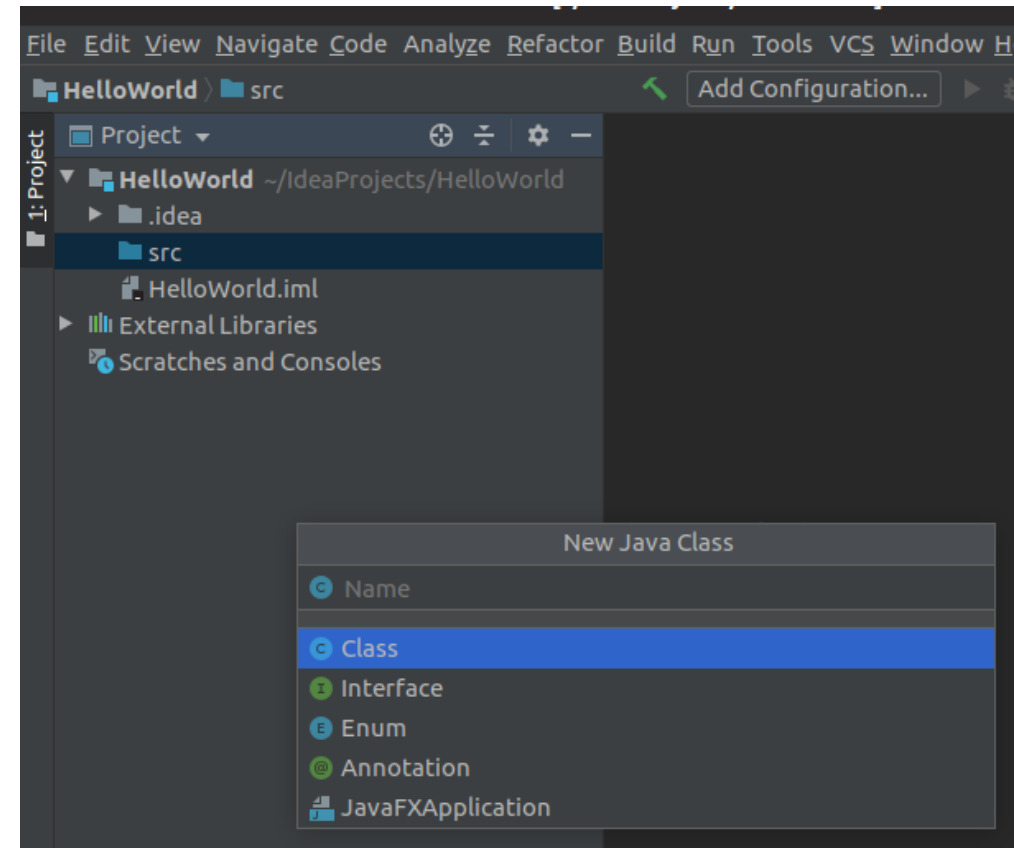 File Edit View Navigate Code Analyze Refactor Build Run Tools VCS Window H
HelloWorld src Add Configuration...
Project
1: Project
HelloWorld ~/IdeaProjects/HelloWorld
.idea
src
HelloWorld.iml
External Libraries
Scratches and Consoles
New Java Class
C Name
C Class
I Interface
E Enum
@ Annotation
JavaFXApplication